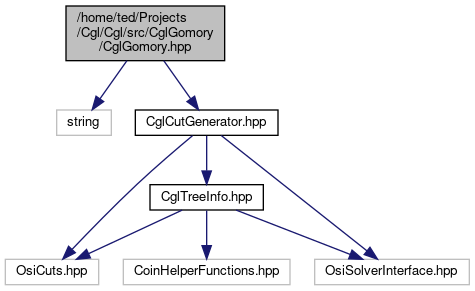 /home/ted/Projects
/Cgl/Cgl/src/CglGomory
/CglGomory.hpp
string
CglCutGenerator.hpp
CglTreeInfo.hpp
OsiCuts.hpp
CoinHelperFunctions.hpp
OsiSolverInterface.hpp